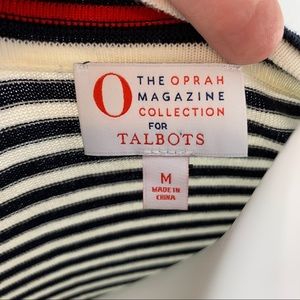 O
THE OPRAH
MAGAZINE
COLLECTION
FOR
TALBOTS
M
MADE IN
CHINA